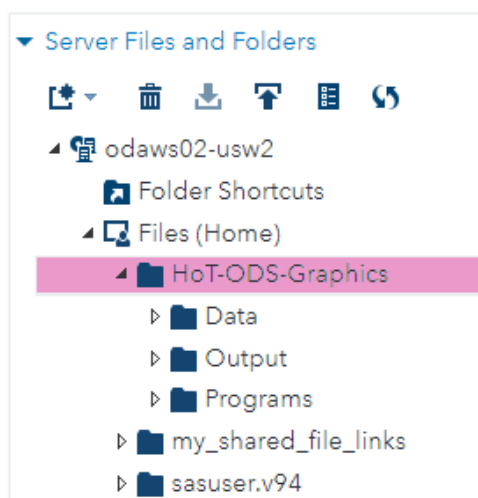 Server Files and Folders
odaws02-usw2
Folder Shortcuts
Files (Home)
HoT-ODS-Graphics
Data
Output
Programs
my_shared_file_links
sasuser.v94